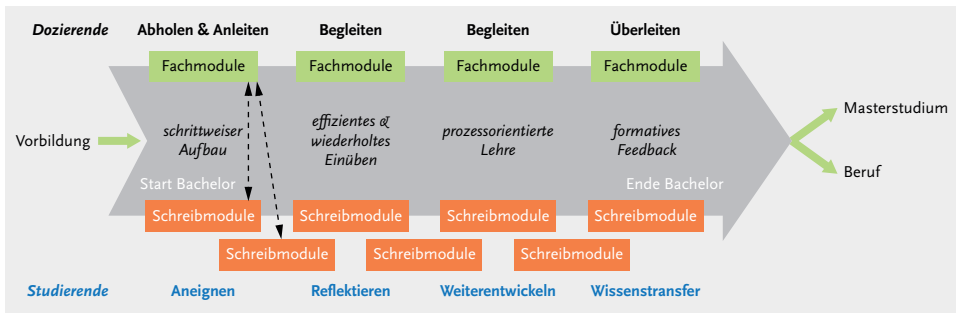 Dozierende Abholen & Anleiten Begleiten Begleiten Überleiten
Fachmodule Fachmodule Fachmodule Fachmodule
Vorbildung
schrittweiser
Aufbau
effizientes &
wiederholtes
Einüben
prozessorientierte
Lehre
formatives
Feedback
Masterstudium
Beruf
Start Bachelor Ende Bachelor
Schreibmodule Schreibmodule Schreibmodule Schreibmodule
Schreibmodule Schreibmodule Schreibmodule
Studierende Aneignen Reflektieren Weiterentwickeln Wissenstransfer